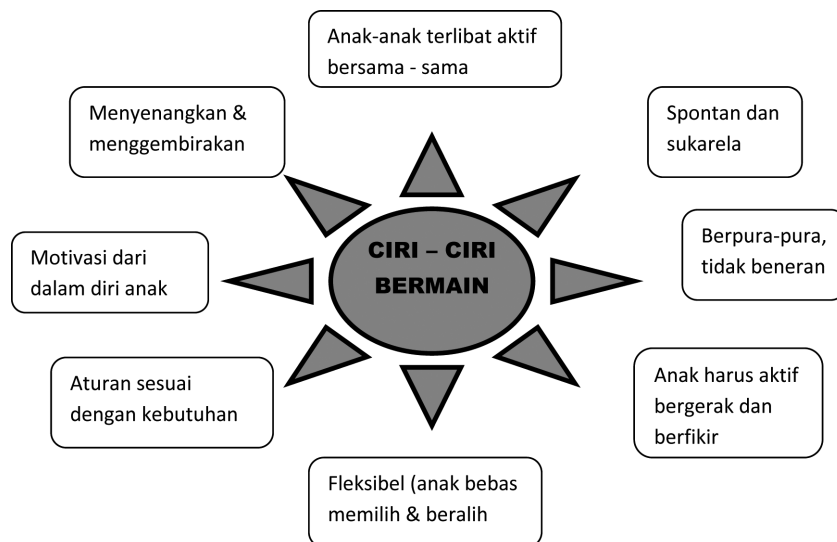 Anak-anak terlibat aktif
bersama - sama
Menyenangkan &
menggembirakan
Spontan dan
sukarela
CIRI – CIRI
BERMAIN
Motivasi dari
dalam diri anak
Berpura-pura,
tidak beneran
Aturan sesuai
dengan kebutuhan
Anak harus aktif
bergerak dan
berfikir
Fleksibel (anak bebas
memilih & beralih